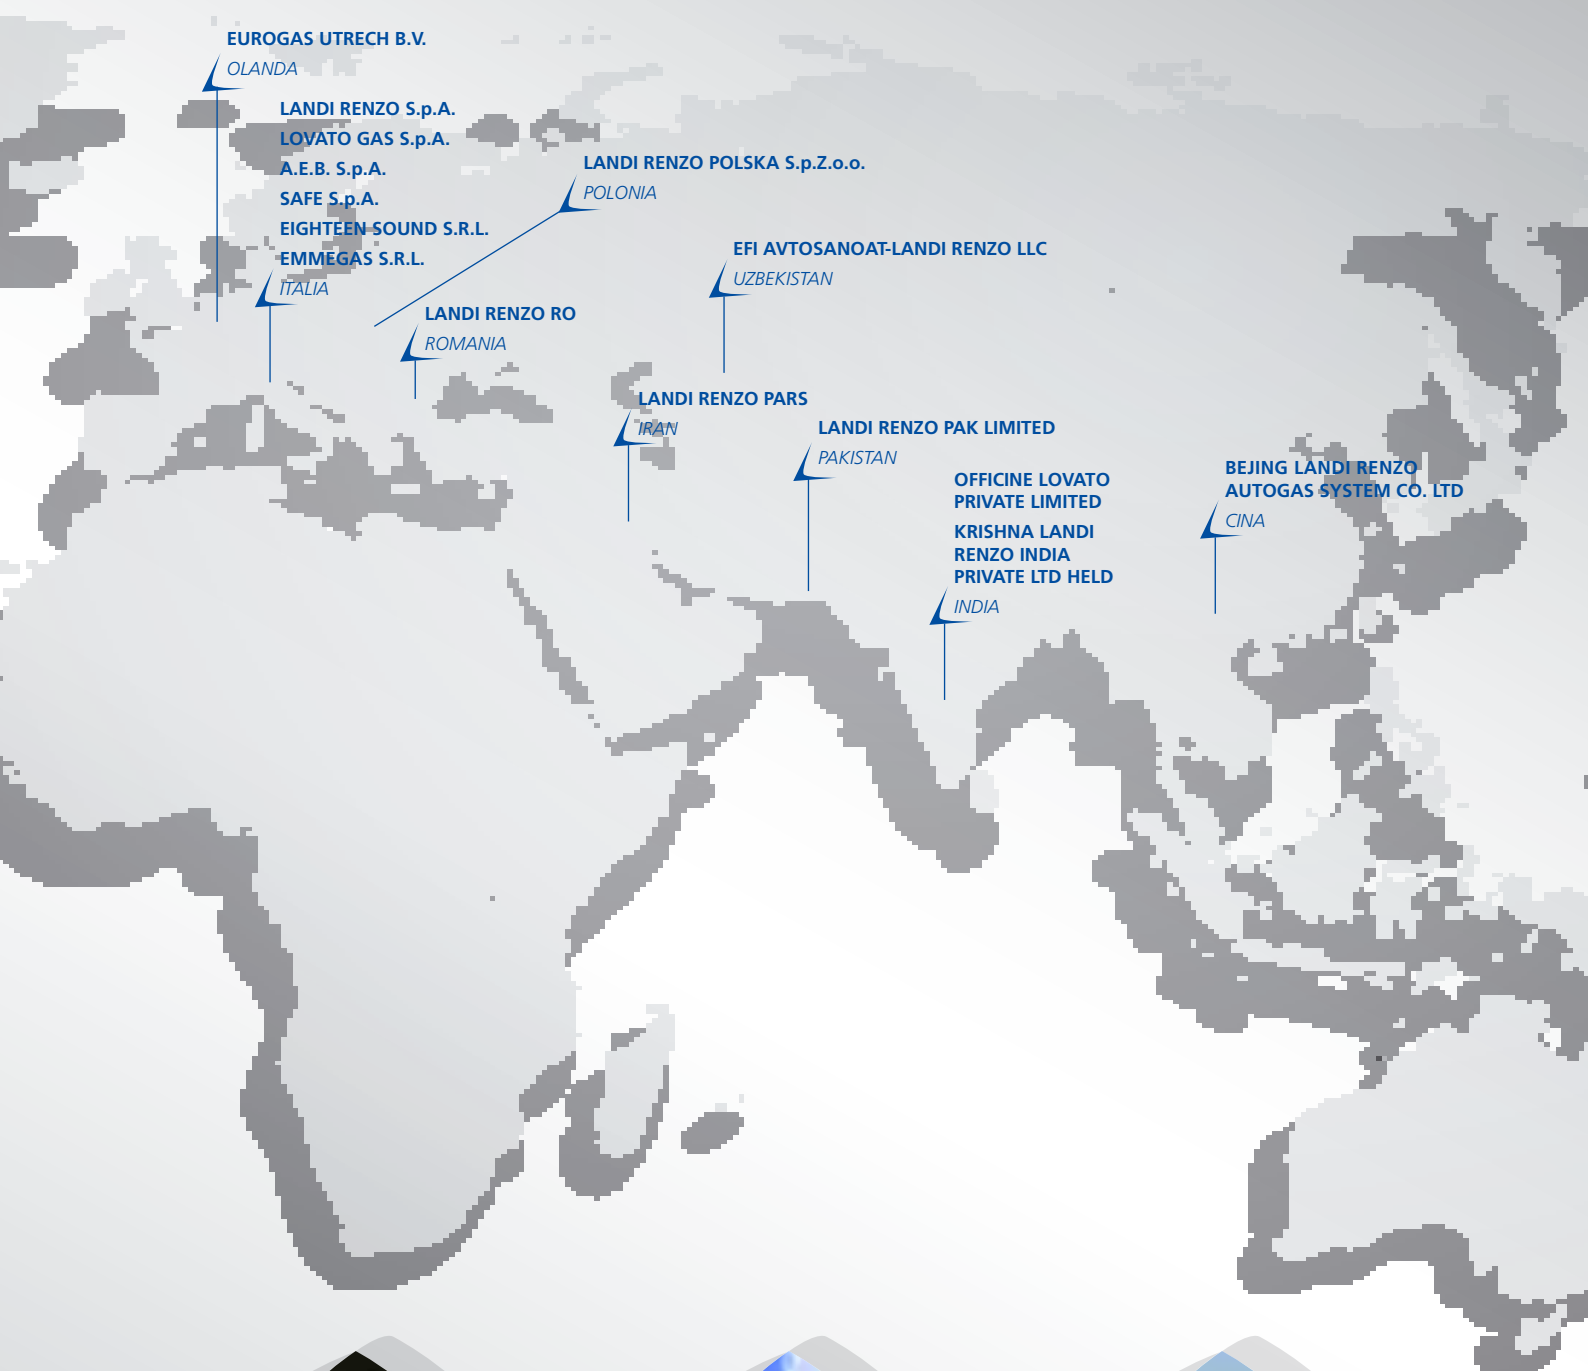 EUROGAS UTRECH B.V.
OLANDA
LANDI RENZO S.p.A.
LOVATO GAS S.p.A.
A.E.B. S.p.A.
SAFE S.p.A.
EIGHTEEN SOUND S.R.L.
EMMEGAS S.R.L.
ITALIA
LANDI RENZO POLSKA S.p.Z.o.o.
POLONIA
LANDI RENZO RO
ROMANIA
EFI AVTOSANOAT-LANDI RENZO LLC
UZBEKISTAN
LANDI RENZO PARS
IRAN
LANDI RENZO PAK LIMITED
PAKISTAN
OFFICINE LOVATO
PRIVATE LIMITED
KRISHNA LANDI
RENZO INDIA
PRIVATE LTD HELD
INDIA
BEJING LANDI RENZO
AUTOGAS SYSTEM CO. LTD
CINA